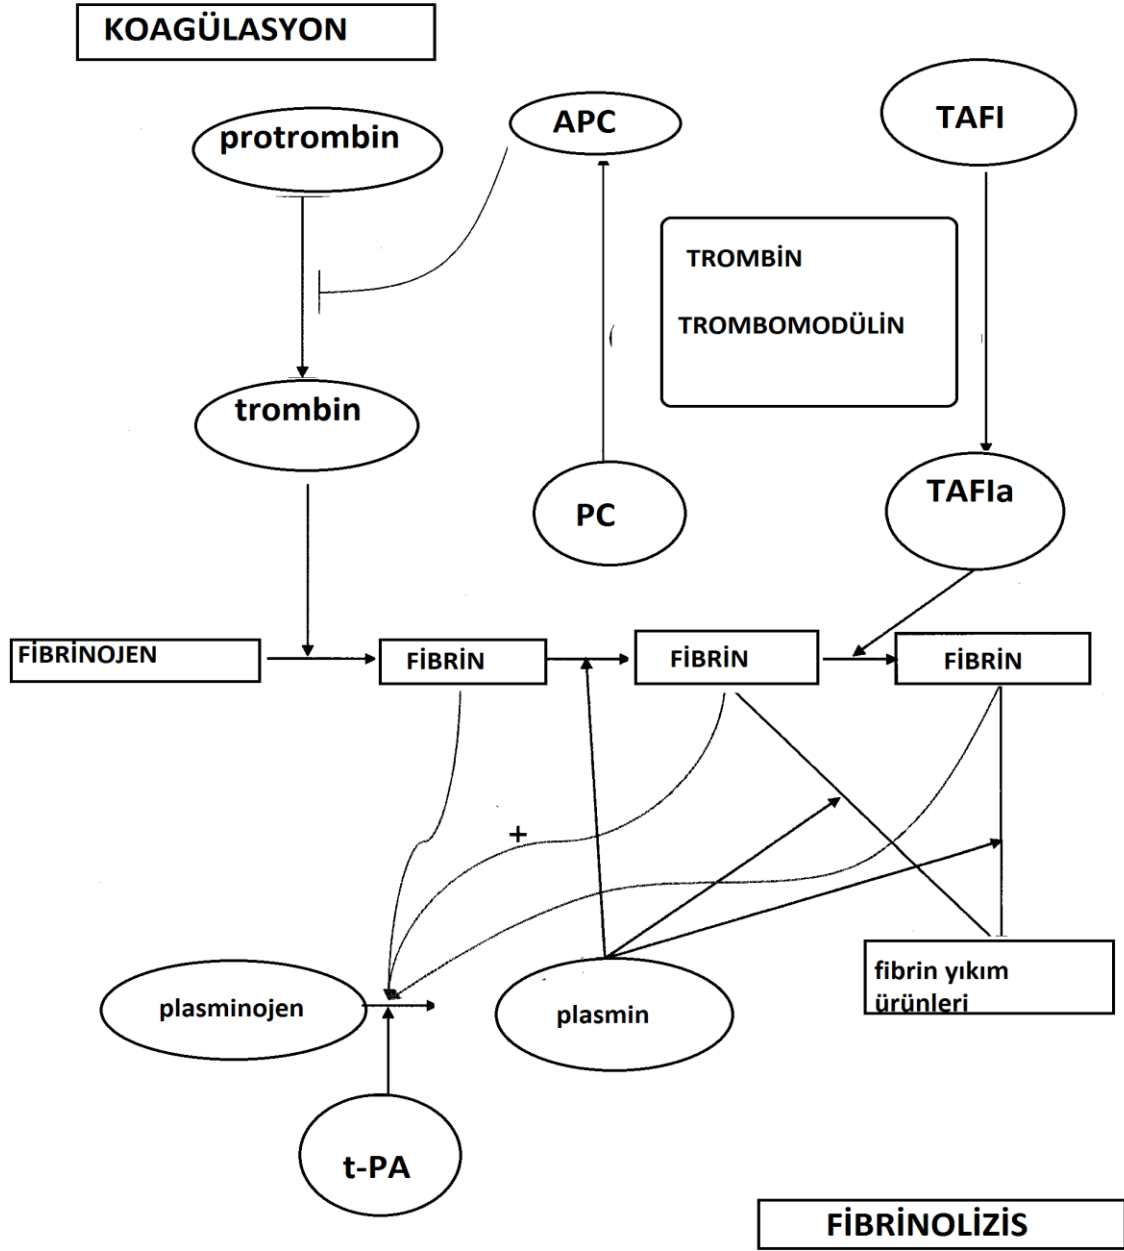 KOAGÜLASYON
protrombin
APC
TAFI
TROMBİN
TROMBOMODÜLİN
trombin
PC
TAFIa
FİBRİNOJEN
FİBRİN
FİBRİN
FİBRİN
+
plasminojen
plasmin
fibrin yıkım
ürünleri
t-PA
FİBRİNOLİZİS